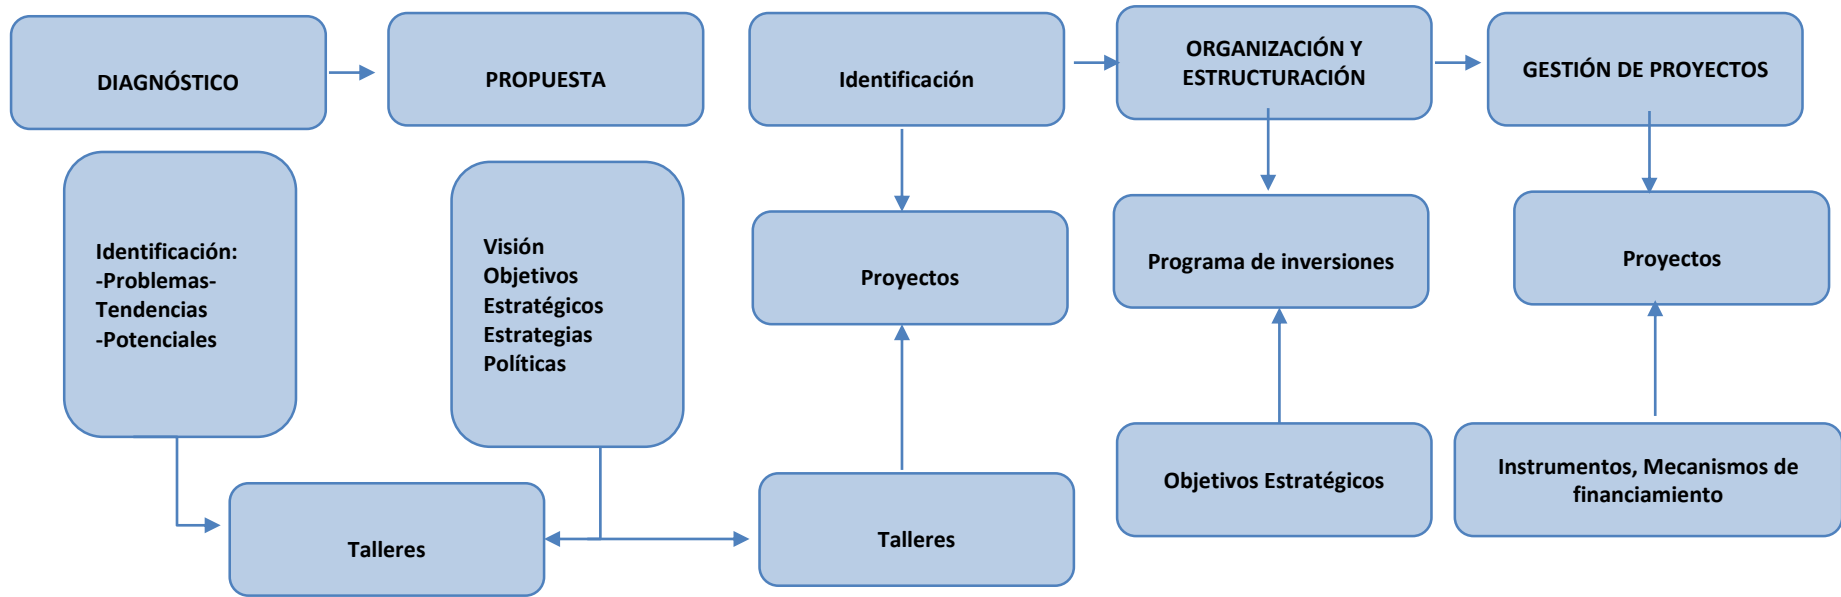 DIAGNÓSTICO
PROPUESTA
Identificación
ORGANIZACIÓN Y
ESTRUCTURACIÓN
GESTIÓN DE PROYECTOS
Identificación:
-Problemas-
Tendencias
-Potenciales
Visión
Objetivos
Estratégicos
Estrategias
Políticas
Proyectos
Programa de inversiones
Proyectos
Talleres
Talleres
Objetivos Estratégicos
Instrumentos, Mecanismos de
financiamiento